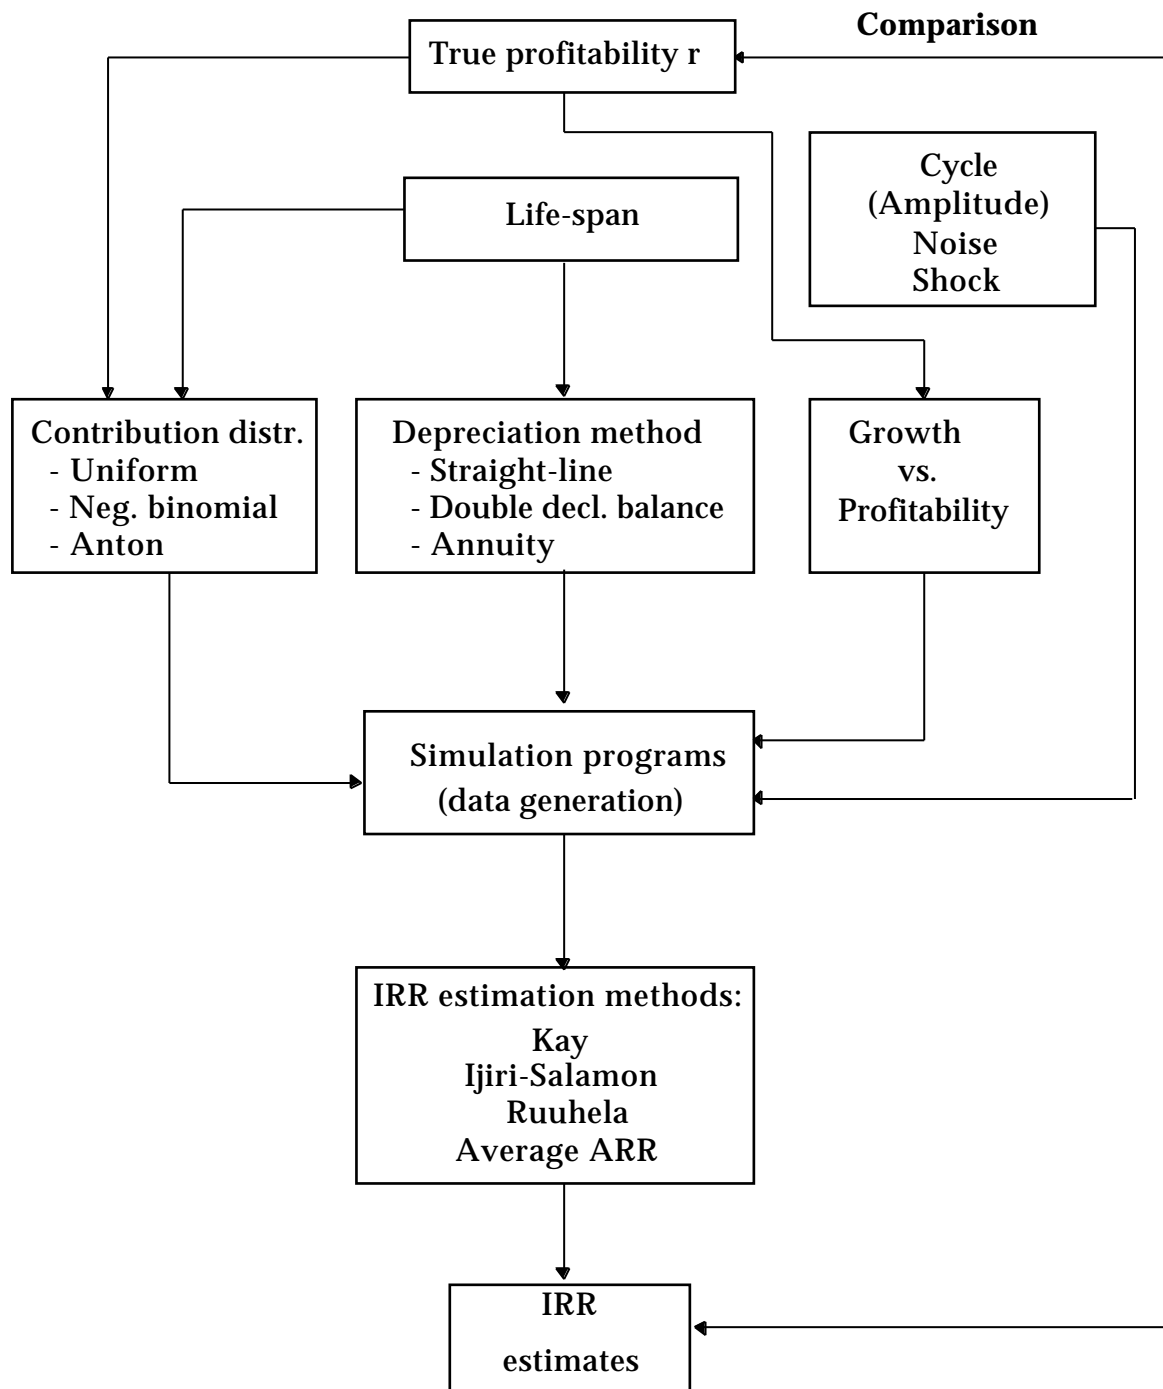 Comparison
True profitability r
Cycle
(Amplitude)
Noise
Shock
Life-span
Contribution distr.
- Uniform
- Neg. binomial
- Anton
Depreciation method
- Straight-line
- Double decl. balance
- Annuity
Growth
vs.
Profitability
Simulation programs
(data generation)
IRR estimation methods:
Kay
Ijiri-Salamon
Ruuhela
Average ARR
IRR
estimates